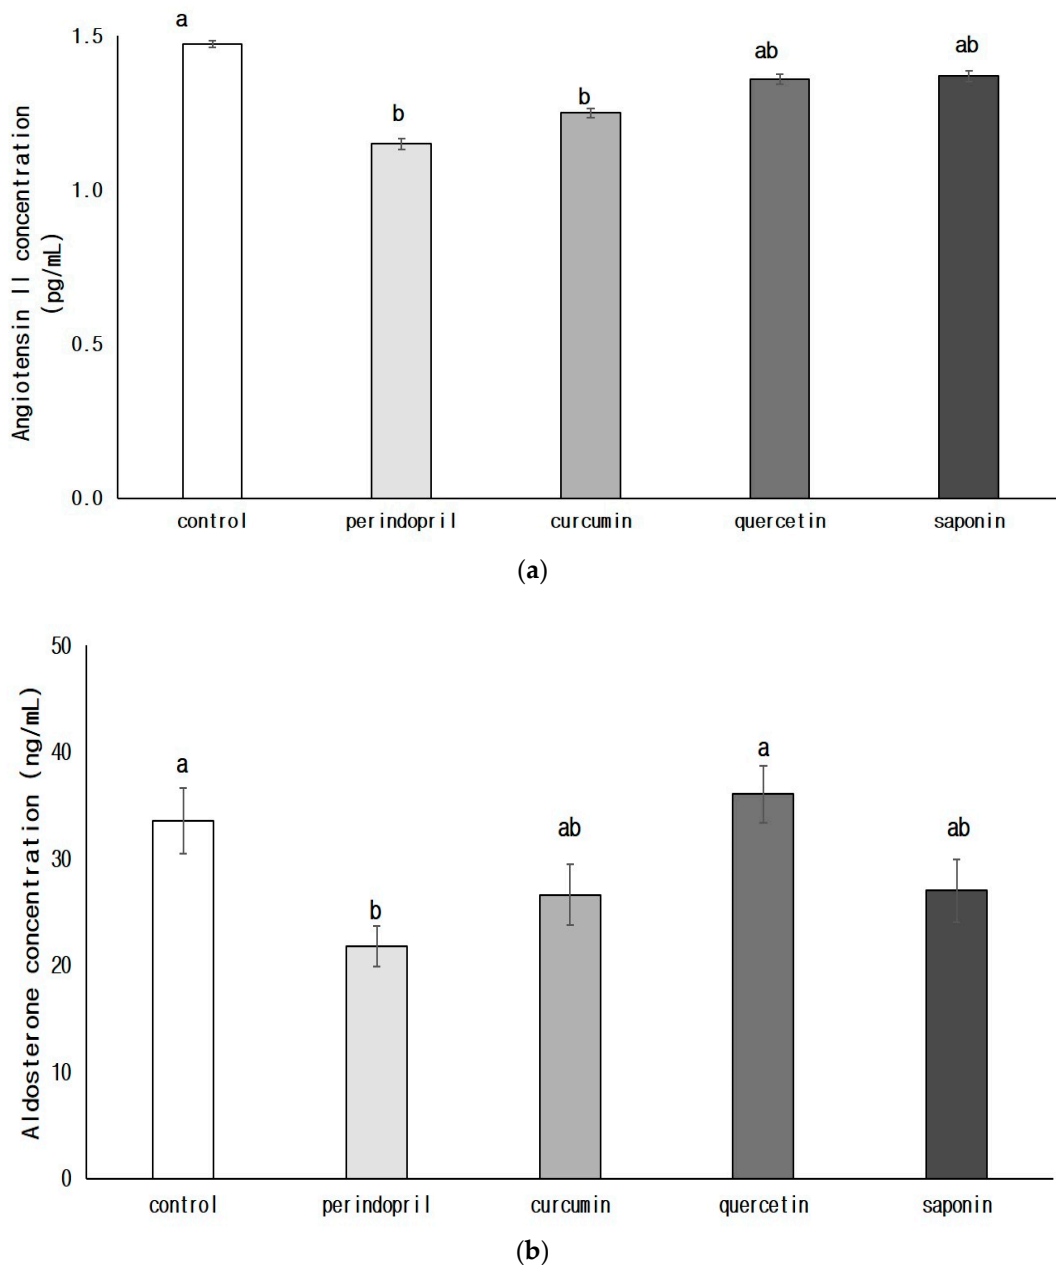 a
b
b
ab
ab
1.5
1.0
0.5
0.0
Angiotensin II concentration
(pg/mL)
control perindopril curcumin quercetin saponin
(a)
50
40
30
20
10
0
Aldosterone concentration (ng/mL)
a
b
ab
a
ab
control perindopril curcumin quercetin saponin
(b)